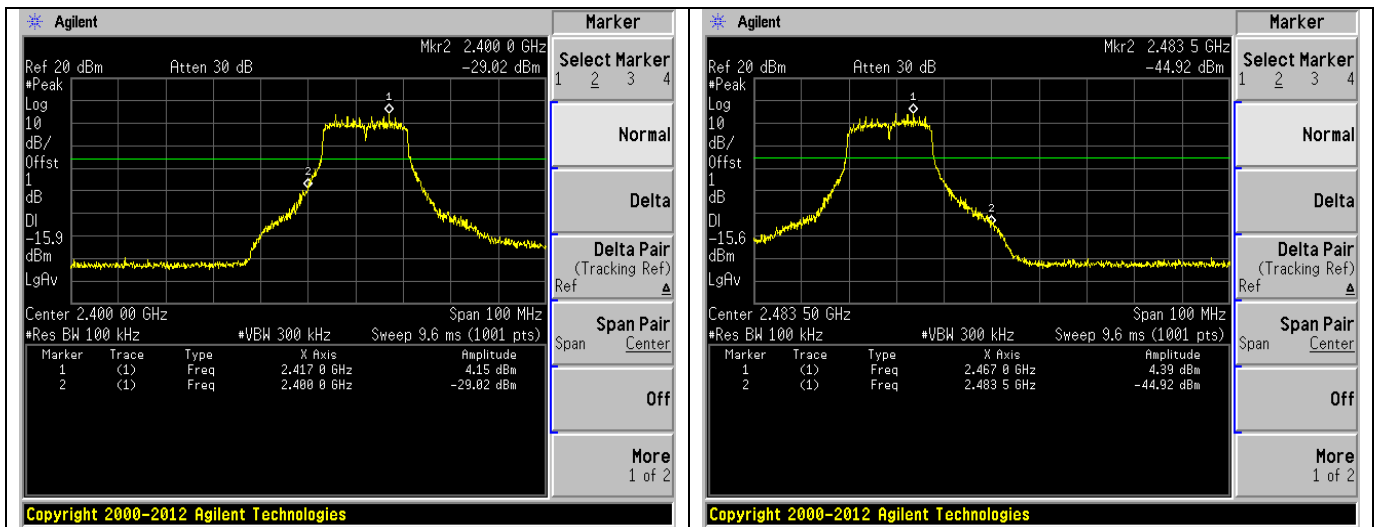 Agilent
Marker
Mkr2 2.400 0 GHz
Ref 20 dBm Atten 30 dB -29.02 dBm
#Peak
Log
10
dB/
Offst
1
dB
DI
-15.9
dBm
LgAv
1
2
Center 2.400 00 GHz Span 100 MHz
#Res BW 100 kHz #VBW 300 kHz Sweep 9.6 ms (1001 pts)
Marker Trace Type X Axis Amplitude
1 (1) Freq 2.417 0 GHz 4.15 dBm
2 (1) Freq 2.400 0 GHz -29.02 dBm
Select Marker
1 2 3 4
Normal
Delta
Delta Pair
(Tracking Ref)
Ref Δ
Span Pair
Span Center
Off
More
1 of 2
Copyright 2000-2012 Agilent Technologies
Agilent
Marker
Mkr2 2.483 5 GHz
Ref 20 dBm Atten 30 dB -44.92 dBm
#Peak
Log
10
dB/
Offst
1
dB
DI
-15.6
dBm
LgAv
1
2
Center 2.483 50 GHz Span 100 MHz
#Res BW 100 kHz #VBW 300 kHz Sweep 9.6 ms (1001 pts)
Marker Trace Type X Axis Amplitude
1 (1) Freq 2.467 0 GHz 4.39 dBm
2 (1) Freq 2.483 5 GHz -44.92 dBm
Select Marker
1 2 3 4
Normal
Delta
Delta Pair
(Tracking Ref)
Ref Δ
Span Pair
Span Center
Off
More
1 of 2
Copyright 2000-2012 Agilent Technologies